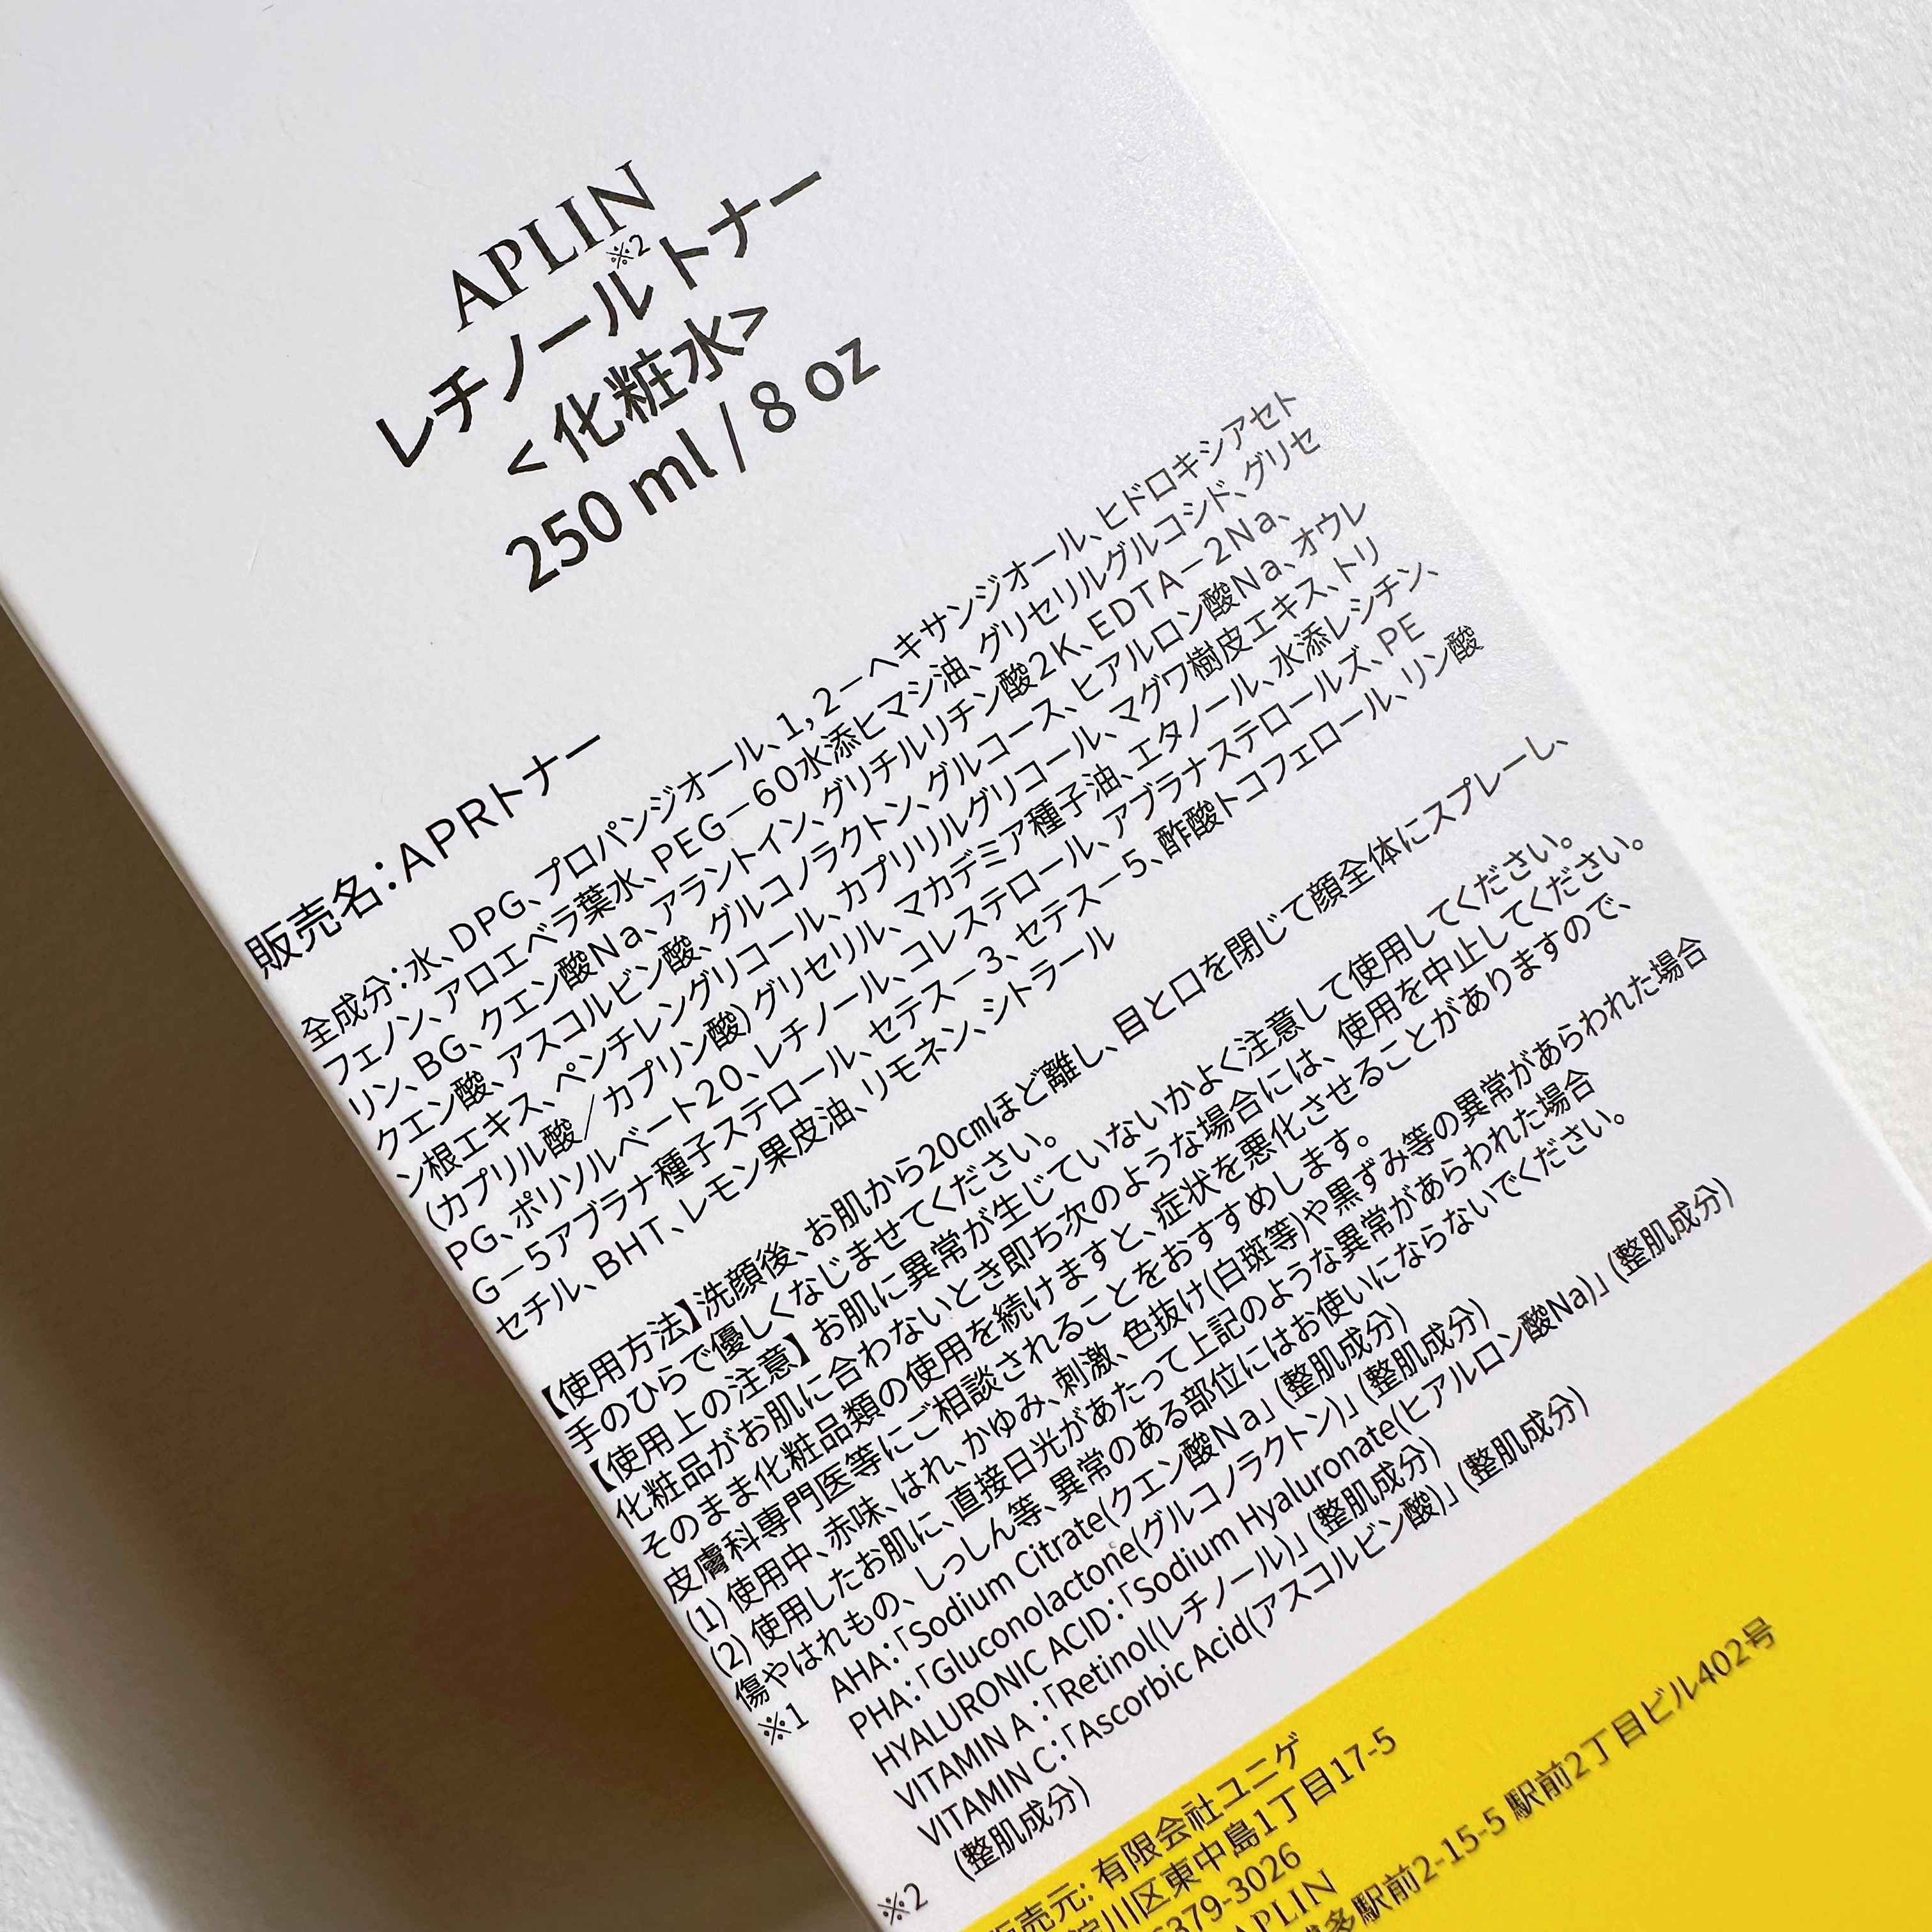 APLIN
レチノール※2トナー
<化粧水>
250 ml / 8 oz
販売名：APRトナー
全成分：水、DPG、プロパンジオール、1，2－ヘキサンジオール、ヒドロキシアセト
フェノン、アロエベラ葉水、PEG－60水添ヒマシ油、グリセリルグルコシド、グリセ
リン、BG、クエン酸Na、アラントイン、グリチルリチン酸2K、EDTA－2Na、
クエン酸、アスコルビン酸、グルコノラクトン、グルコース、ヒアルロン酸Na、オウレ
ン根エキス、ペンチレングリコール、カプリリルグリコール、マグワ樹皮エキス、トリ
(カプリル酸／カプリン酸)グリセリル、マカデミア種子油、エタノール、水添レシチン、
PG、ポリソルベート20、レチノール、コレステロール、アブラナステロールズ、PE
G－5アブラナ種子ステロール、セテス－3、セテス－5、酢酸トコフェロール、リン酸
セチル、BHT、レモン果皮油、リモネン、シトラール
【使用方法】洗顔後、お肌から20cmほど離し、目と口を閉じて顔全体にスプレーし、
手のひらで優しくなじませてください。
【使用上の注意】お肌に異常が生じていないかよく注意して使用してください。
化粧品がお肌に合わないとき即ち次のような場合には、使用を中止してください。
そのまま化粧品類の使用を続けますと、症状を悪化させることがありますので、
皮膚科専門医等にご相談されることをおすすめします。
(1) 使用中、赤味、はれ、かゆみ、刺激、色抜け(白斑等)や黒ずみ等の異常があらわれた場合
(2) 使用したお肌に、直接日光があたって上記のような異常があらわれた場合
傷やはれもの、しっしん等、異常のある部位にはお使いにならないでください。
※1 AHA：「Sodium Citrate(クエン酸Na」 (整肌成分)
PHA：「Gluconolactone(グルコノラクトン)」 (整肌成分)
HYALURONIC ACID：「Sodium Hyaluronate(ヒアルロン酸Na)」 (整肌成分)
VITAMIN A：「Retinol(レチノール)」 (整肌成分)
VITAMIN C：「Ascorbic Acid(アスコルビン酸)」 (整肌成分)
※2 (整肌成分)
販売元: 有限会社ユニゲ
淀川区東中島1丁目17-5
6379-3026
APLIN
駅前2-15-5 駅前2丁目ビル402号